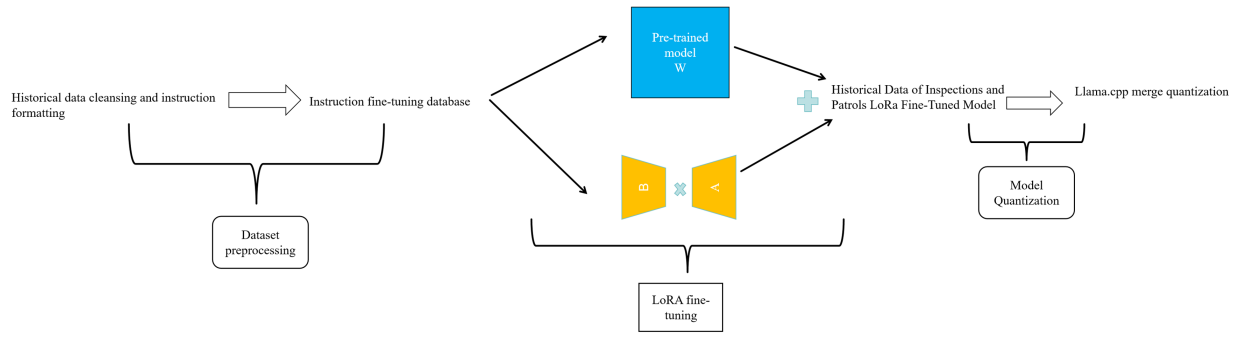 Historical data cleansing and instruction
formatting
Instruction fine-tuning database
Pre-trained
model
W
B
A
Historical Data of Inspections and
Patrols LoRa Fine-Tuned Model
Llama.cpp merge quantization
Dataset
preprocessing
LoRA fine-
tuning
Model
Quantization